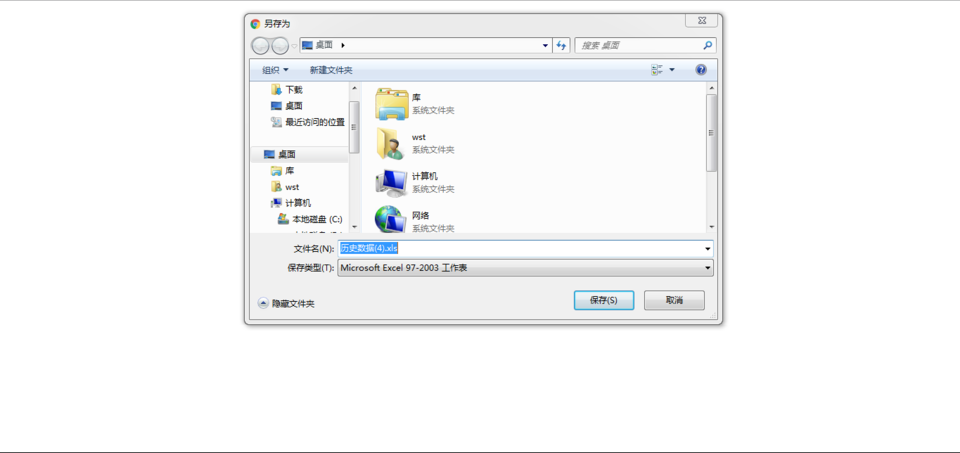 另存为
桌面
搜索 桌面
组织
新建文件夹
下载
桌面
最近访问的位置
桌面
库
wst
计算机
本地磁盘 (C:)
库
系统文件夹
wst
系统文件夹
计算机
系统文件夹
网络
系统文件夹
文件名(N):
历史数据(4).xls
保存类型(T):
Microsoft Excel 97-2003 工作表
隐藏文件夹
保存(S)
取消